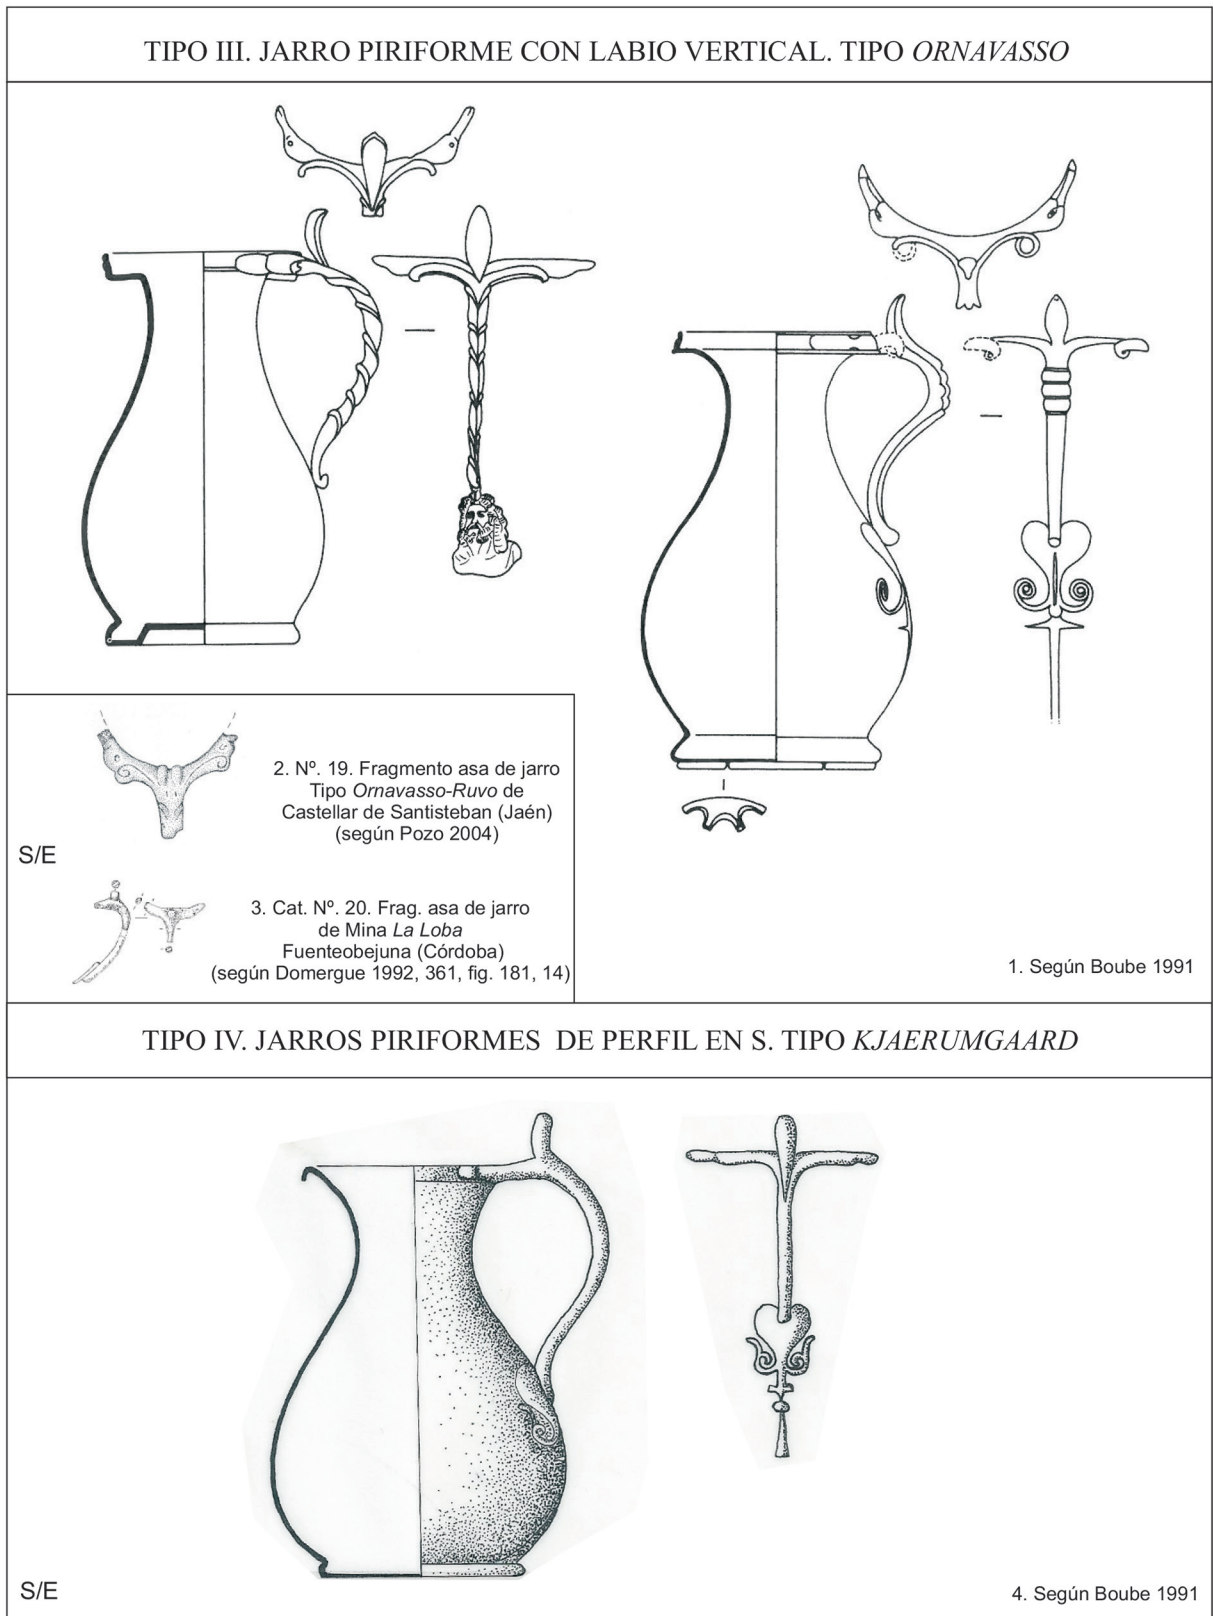 TIPO III. JARRO PIRIFORME CON LABIO VERTICAL. TIPO ORNAVASSO
2. Nº. 19. Fragmento asa de jarro
Tipo Ornavasso-Ruvo de
Castellar de Santisteban (Jaén)
(según Pozo 2004)
S/E
3. Cat. Nº. 20. Frag. asa de jarro
de Mina La Loba
Fuenteobejuna (Córdoba)
(según Domergue 1992, 361, fig. 181, 14)
1. Según Boube 1991
TIPO IV. JARROS PIRIFORMES  DE PERFIL EN S. TIPO KJAERUMGAARD
S/E
4. Según Boube 1991